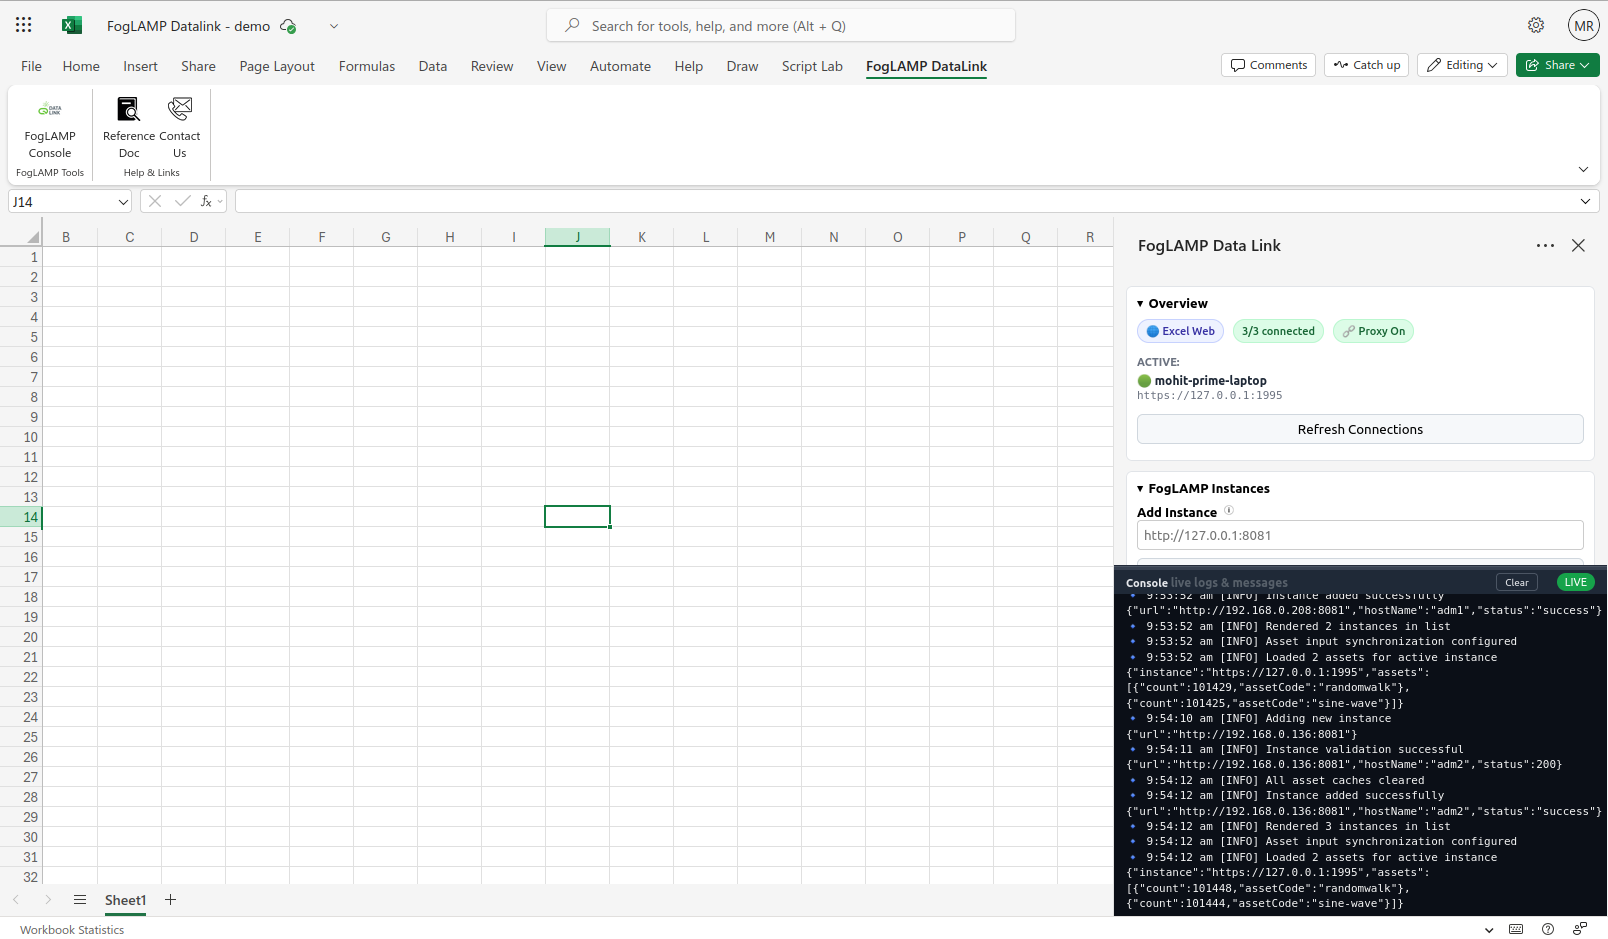 FogLAMP Datalink - demo
Search for tools, help, and more (Alt + Q)
MR
File Home Insert Share Page Layout Formulas Data Review View Automate Help Draw Script Lab FogLAMP DataLink
Comments Catch up Editing Share
DATA
LINK
FogLAMP
Console
FogLAMP Tools
Reference
Doc
Contact
Us
Help & Links
J14
fx
B C D E F G H I J K L M N O P Q R
1
2
3
4
5
6
7
8
9
10
11
12
13
14
15
16
17
18
19
20
21
22
23
24
25
26
27
28
29
30
31
32
FogLAMP Data Link
▾ Overview
Excel Web 3/3 connected Proxy On
ACTIVE:
mohit-prime-laptop
https://127.0.0.1:1995
Refresh Connections
▾ FogLAMP Instances
Add Instance ⓘ
http://127.0.0.1:8081
Console live logs & messages Clear LIVE
9:53:52 am [INFO] Instance added successfully
{"url":"http://192.168.0.208:8081","hostName":"adm1","status":"success"}
9:53:52 am [INFO] Rendered 2 instances in list
9:53:52 am [INFO] Asset input synchronization configured
9:53:52 am [INFO] Loaded 2 assets for active instance
{"instance":"https://127.0.0.1:1995","assets":
[{"count":101429,"assetCode":"randomwalk"},
{"count":101425,"assetCode":"sine-wave"}]}
9:54:10 am [INFO] Adding new instance
{"url":"http://192.168.0.136:8081"}
9:54:11 am [INFO] Instance validation successful
{"url":"http://192.168.0.136:8081","hostName":"adm2","status":200}
9:54:12 am [INFO] All asset caches cleared
9:54:12 am [INFO] Instance added successfully
{"url":"http://192.168.0.136:8081","hostName":"adm2","status":"success"}
9:54:12 am [INFO] Rendered 3 instances in list
9:54:12 am [INFO] Asset input synchronization configured
9:54:12 am [INFO] Loaded 2 assets for active instance
{"instance":"https://127.0.0.1:1995","assets":
[{"count":101448,"assetCode":"randomwalk"},
{"count":101444,"assetCode":"sine-wave"}]}
Sheet1
Workbook Statistics